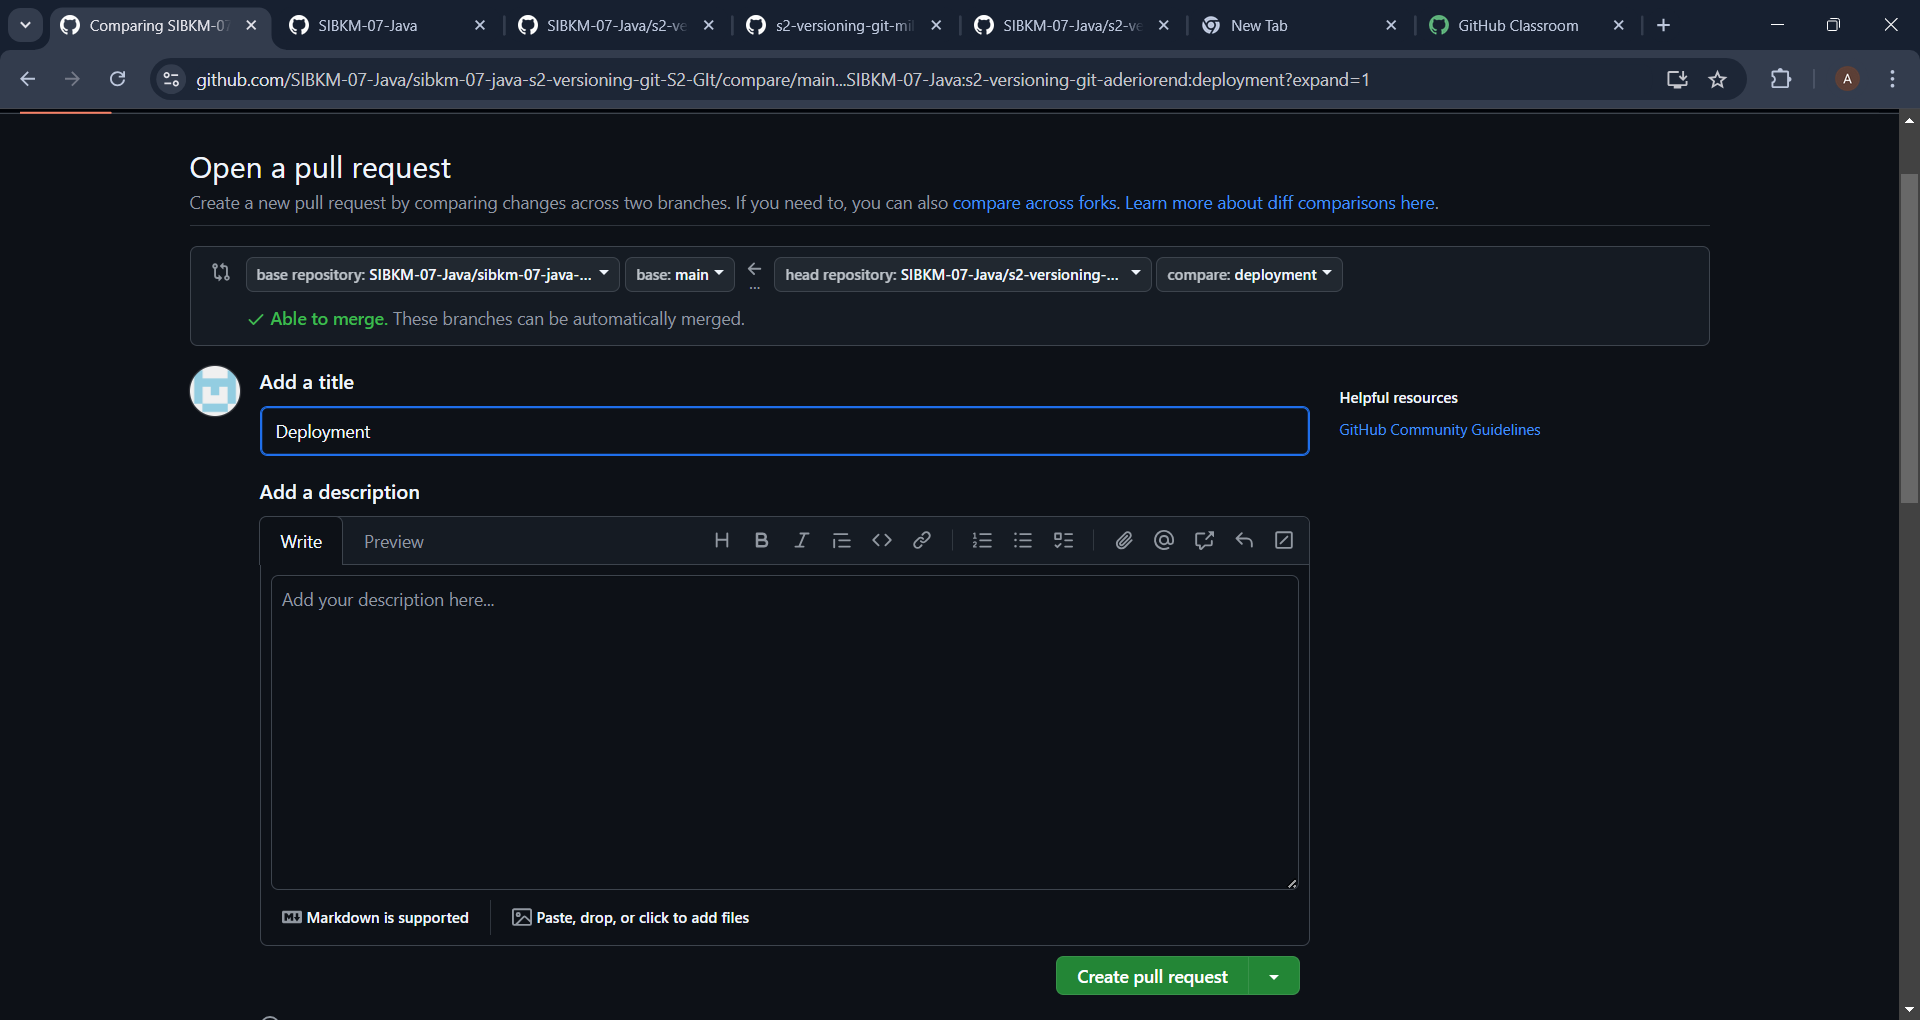 Comparing SIBKM-07
SIBKM-07-Java
SIBKM-07-Java/s2-ve
s2-versioning-git-mil
SIBKM-07-Java/s2-ve
New Tab
GitHub Classroom
github.com/SIBKM-07-Java/sibkm-07-java-s2-versioning-git-S2-GIt/compare/main...SIBKM-07-Java:s2-versioning-git-aderiorend:deployment?expand=1
A
Open a pull request
Create a new pull request by comparing changes across two branches. If you need to, you can also compare across forks. Learn more about diff comparisons here.
base repository: SIBKM-07-Java/sibkm-07-java-...
base: main
...
head repository: SIBKM-07-Java/s2-versioning-...
compare: deployment
Able to merge. These branches can be automatically merged.
Add a title
Deployment
Helpful resources
GitHub Community Guidelines
Add a description
Write
Preview
Add your description here...
Markdown is supported
Paste, drop, or click to add files
Create pull request